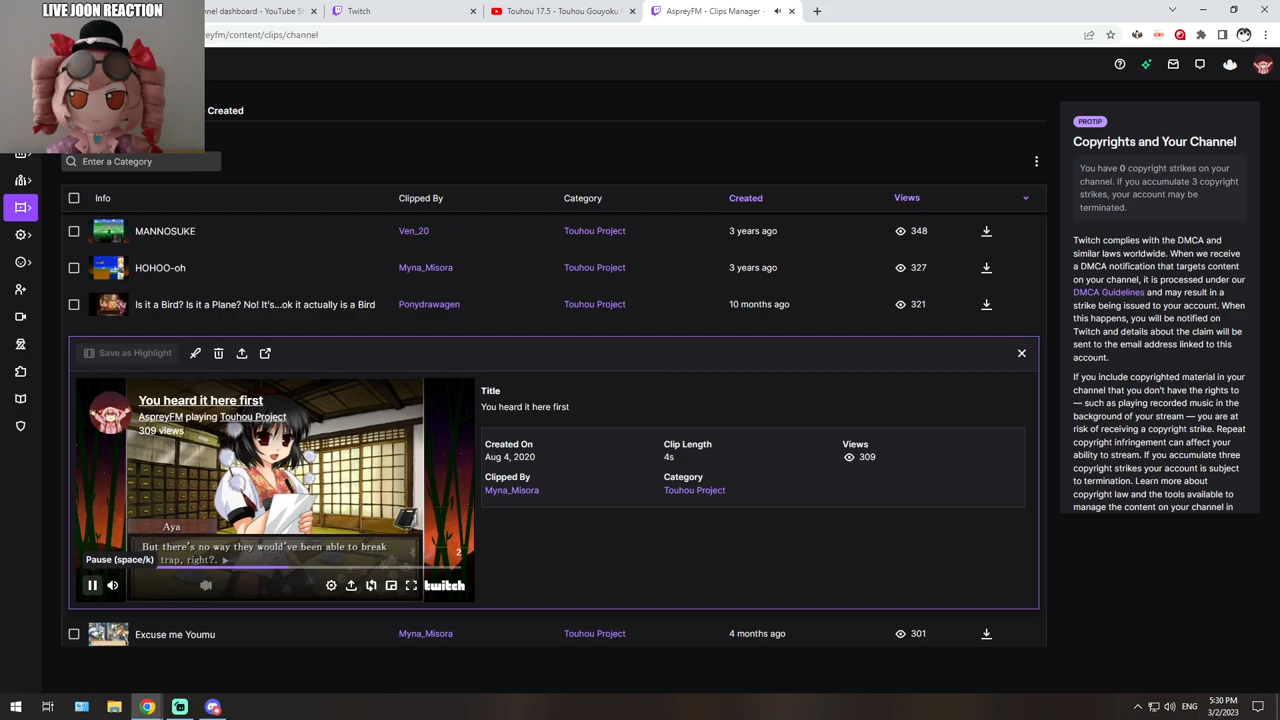 LIVE JOON REACTION
nnel dashboard - YouTube St
Twitch
Touhou 17.5 - Touhou Gouyoku I
AspreyFM - Clips Manager -
eyfm/content/clips/channel
Created
Enter a Category
Info Clipped By Category Created Views
MANNOSUKE Ven_20 Touhou Project 3 years ago 348
HOHOO-oh Myna_Misora Touhou Project 3 years ago 327
Is it a Bird? Is it a Plane? No! It's...ok it actually is a Bird Ponydrawagen Touhou Project 10 months ago 321
Save as Highlight
You heard it here first
AspreyFM playing Touhou Project
309 views
Aya
But there's no way they would've been able to break
trap, right?.
2
Pause (space/k)
twitch
Title
You heard it here first
Created On Clip Length Views
Aug 4, 2020 4s 309
Clipped By Category
Myna_Misora Touhou Project
Excuse me Youmu Myna_Misora Touhou Project 4 months ago 301
PROTIP
Copyrights and Your Channel
You have 0 copyright strikes on
your channel. If you accumulate 3 copyright
strikes, your account may be
terminated.
Twitch complies with the DMCA and
similar laws worldwide. When we receive
a DMCA notification that targets content
on your channel, it is processed under our
DMCA Guidelines and may result in a
strike being issued to your account. When
this happens, you will be notified on
Twitch and details about the claim will be
sent to the email address linked to this
account.
If you include copyrighted material in your
channel that you don't have the rights to
— such as playing recorded music in the
background of your stream — you are at
risk of receiving a copyright strike. Repeat
copyright infringement can affect your
ability to stream. If you accumulate three
copyright strikes your account is subject
to termination. Learn more about
copyright law and the tools available to
manage the content on your channel in
ENG
5:30 PM
3/2/2023